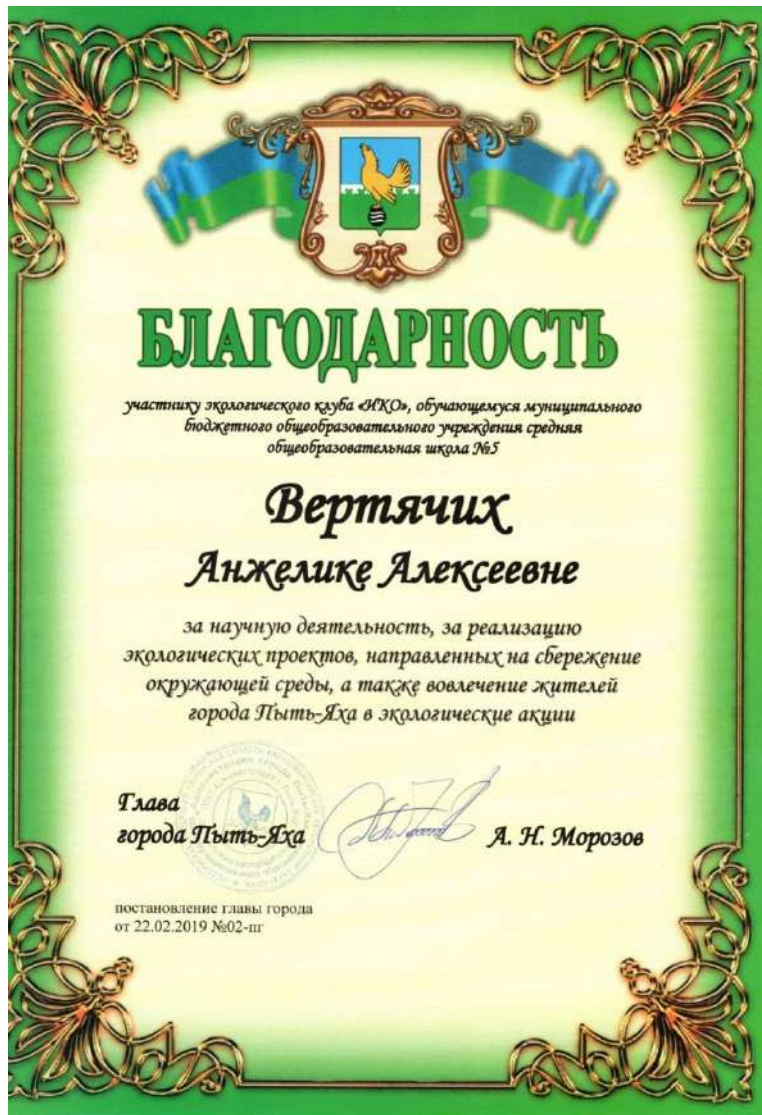 БЛАГОДАРНОСТЬ
участнику экологического клуба «ИКО», обучающемуся муниципального
бюджетного общеобразовательного учреждения средняя
общеобразовательная школа №5
Вертячих
Анжелике Алексеевне
за научную деятельность, за реализацию
экологических проектов, направленных на сбережение
окружающей среды, а также вовлечение жителей
города Пыть-Яха в экологические акции
Глава
города Пыть-Яха
А. Н. Морозов
постановление главы города
от 22.02.2019 №02-пг